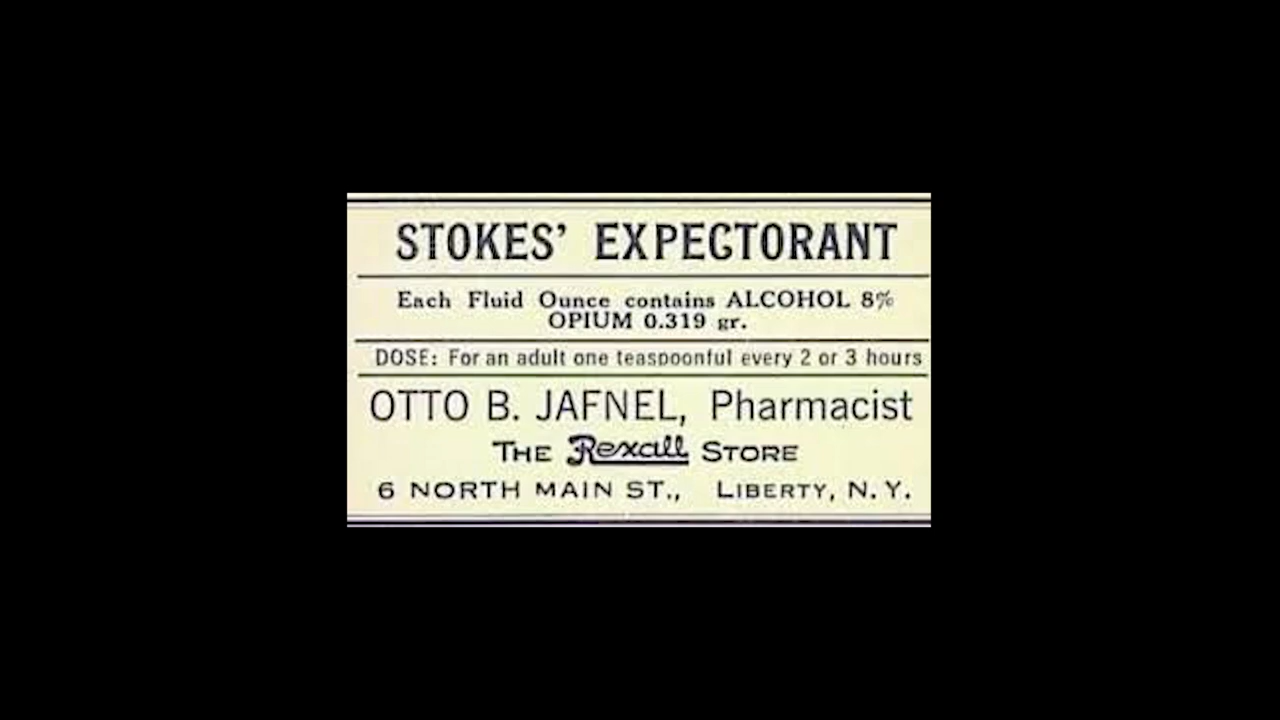 STOKES' EXPECTORANT
Each Fluid Ounce contains ALCOHOL 8%
OPIUM 0.319 gr.
DOSE: For an adult one teaspoonful every 2 or 3 hours
OTTO B. JAFNEL, Pharmacist
THE Rexall STORE
6 NORTH MAIN ST., LIBERTY, N. Y.